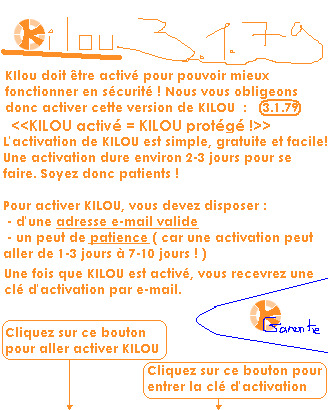 Kilou 3.1.79
Kilou doit être activé pour pouvoir mieux
fonctionner en sécurité ! Nous vous obligeons
donc activer cette version de KILOU : 3.1.79
<<KILOU activé = KILOU protégé !>>
L'activation de KILOU est simple, gratuite et facile!
Une activation dure environ 2-3 jours pour se
faire. Soyez donc patients !
Pour activer KILOU, vous devez disposer :
- d'une adresse e-mail valide
- un peut de patience ( car une activation peut
aller de 1-3 jours à 7-10 jours ! )
Une fois que KILOU est activé, vous recevrez une
clé d'activation par e-mail.
Garantie
Cliquez sur ce bouton
pour aller activer KILOU
Cliquez sur ce bouton pour
entrer la clé d'activation